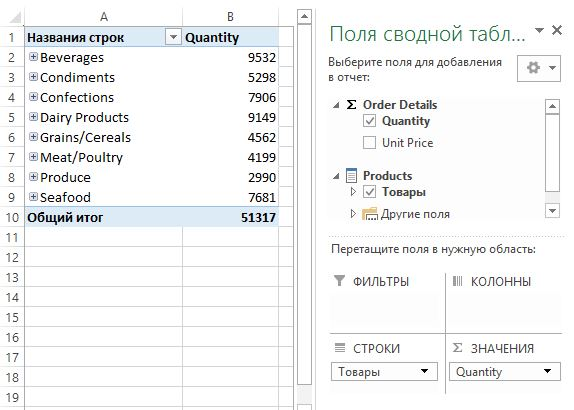 A B
1 Названия строк Quantity
2 Beverages 9532
3 Condiments 5298
4 Confections 7906
5 Dairy Products 9149
6 Grains/Cereals 4562
7 Meat/Poultry 4199
8 Produce 2990
9 Seafood 7681
10 Общий итог 51317
11
12
13
14
15
16
17
18
19
Поля сводной табл...
Выберите поля для добавления
в отчет:
Σ Order Details
Quantity
Unit Price
Products
Товары
Другие поля
Перетащите поля в нужную область:
ФИЛЬТРЫ КОЛОННЫ
СТРОКИ Σ ЗНАЧЕНИЯ
Товары Quantity